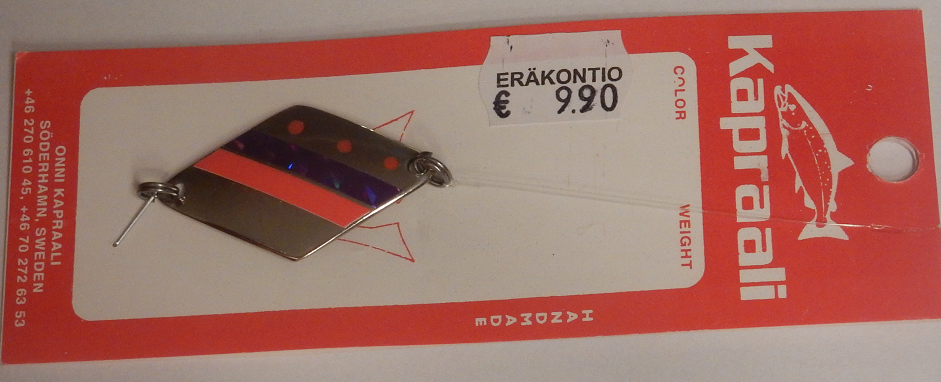 Kapraali
COLOR
WEIGHT
ERÄKONTIO
€ 9.90
HANDMADE
ONNI KAPRAALI
SÖDERHAMN, SWEDEN
+46 270 610 45, +46 70 272 63 53